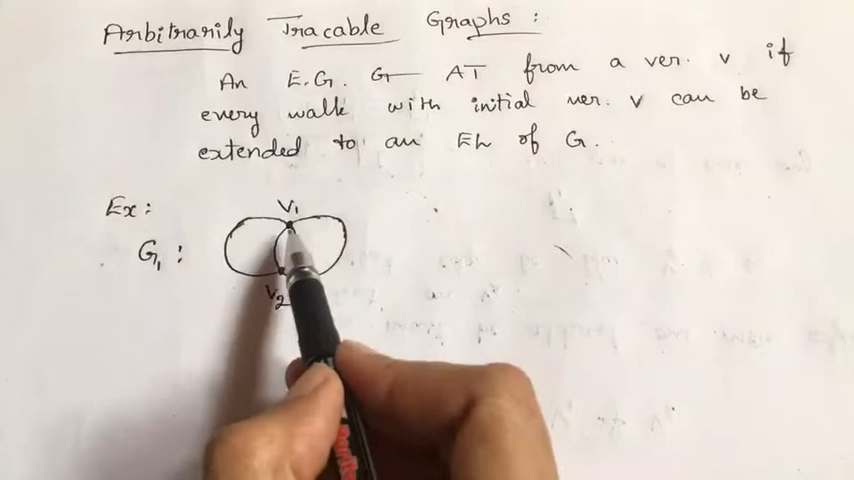 Arbitrarily Tracable Graphs :
An E.G. G — AT from a ver. v if
every walk with initial ver. v can be
extended to an EL of G.
Ex:
V1
G1 :
V2